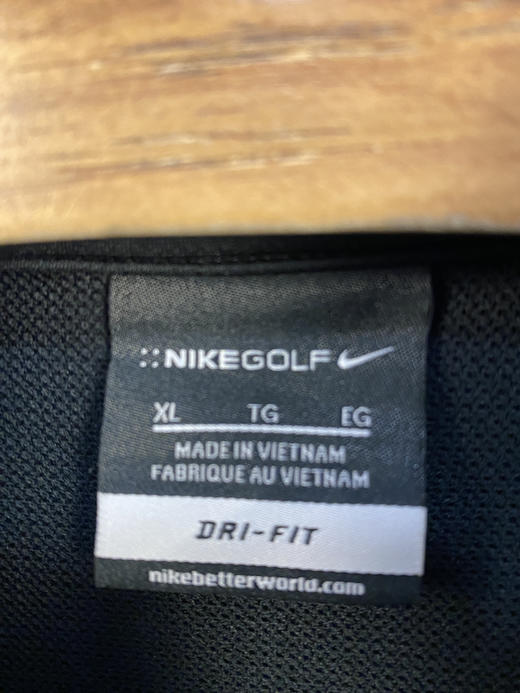 NIKEGOLF
XL TG EG
MADE IN VIETNAM
FABRIQUE AU VIETNAM
DRI-FIT
nikebetterworld.com